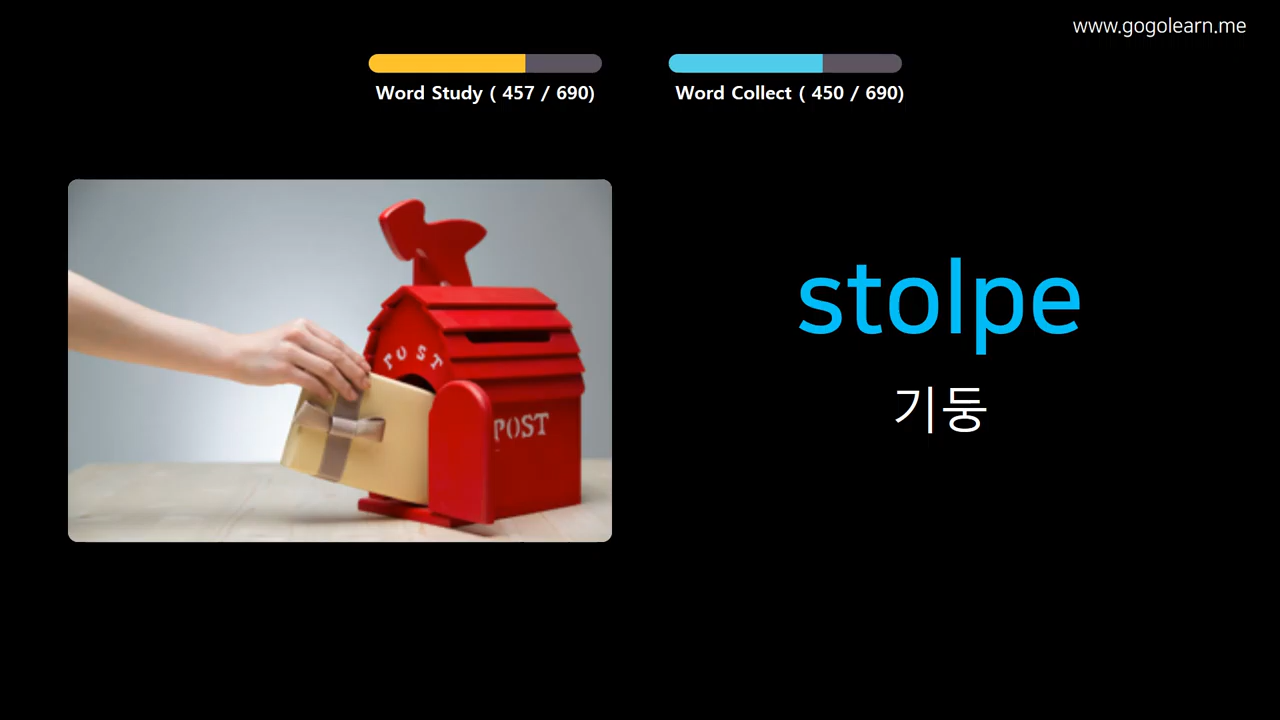 www.gogolearn.me
Word Study ( 457 / 690)
Word Collect ( 450 / 690)
POST
POST
stolpe
기둥